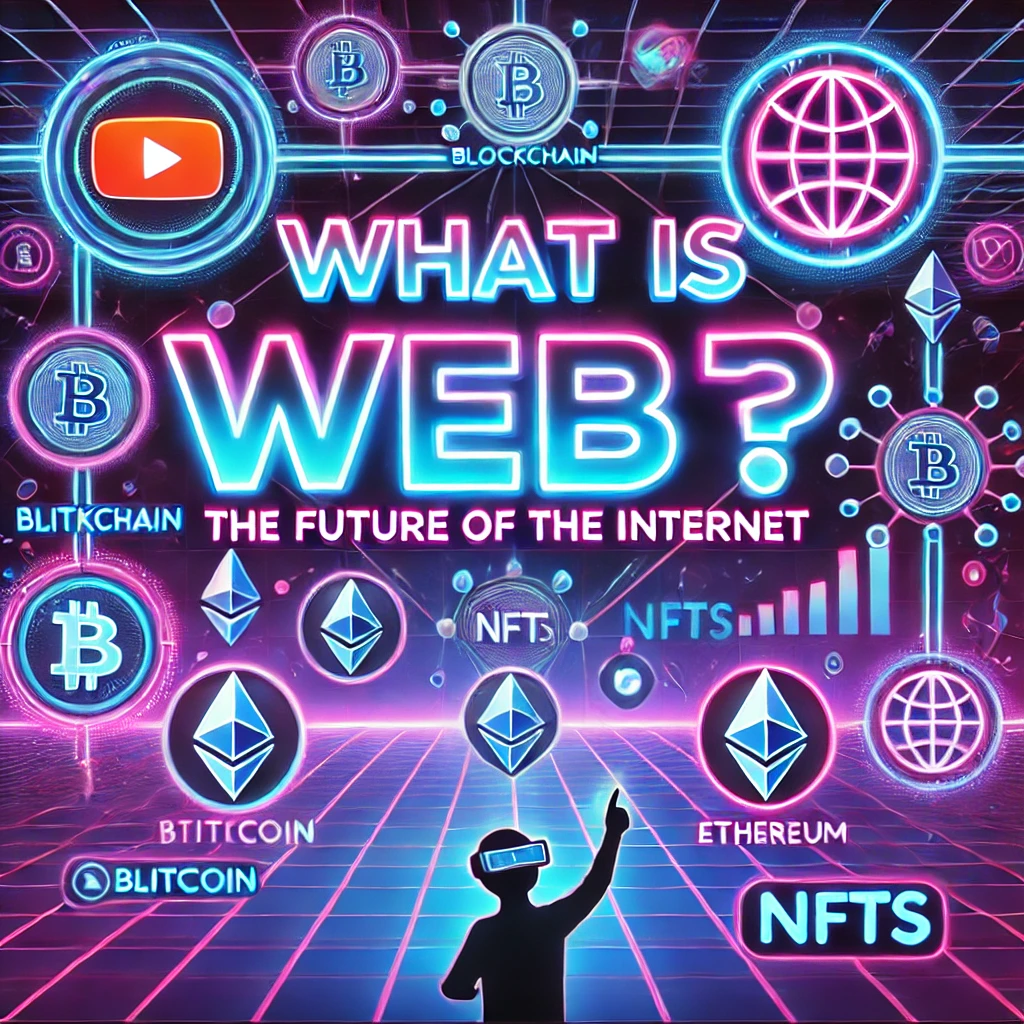 BLOCKCHAIN
WHAT IS
WEB?
BLITKCHAIN
THE FUTURE OF THE INTERNET
NFTS
NFTS
BTITCOIN
ETHEREUM
BLITCOIN
NFTS